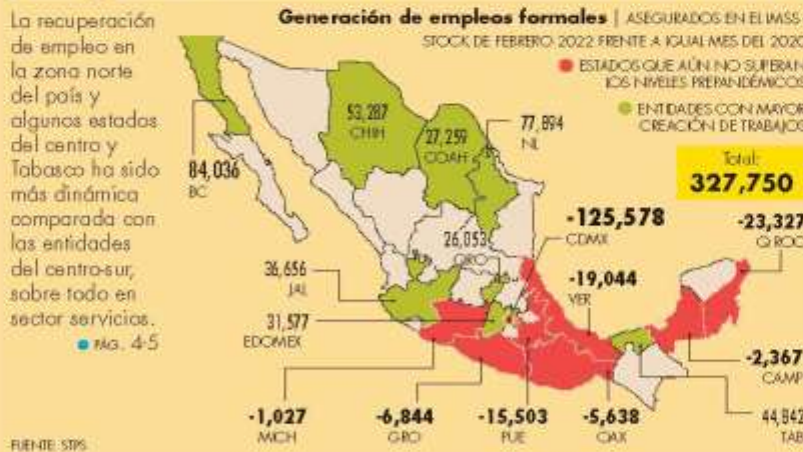 La recuperación
de empleo en
la zona norte
del país y
algunos estados
del centro y
Tabasco ha sido
más dinámica
comparada con
las entidades
del centro-sur,
sobre todo en
sector servicios.
PÁG. 4-5
FUENTE: STPS
Generación de empleos formales | ASEGURADOS EN EL IMSS,
STOCK DE FEBRERO 2022 FRENTE A IGUAL MES DEL 2020
ESTADOS QUE AÚN NO SUPERAN
LOS NIVELES PREPANDÉMICOS
ENTIDADES CON MAYOR
CREACIÓN DE TRABAJOS
Total:
327,750
84,036
BC
53,287
CHIH
27,259
COAH
77,894
NL
26,053
QRO
-125,578
CDMX
-23,327
Q ROO
36,656
JAL
-19,044
VER
31,577
EDOMEX
-2,367
CAMP
-1,027
MICH
-6,844
GRO
-15,503
PUE
-5,638
OAX
44,842
TAB